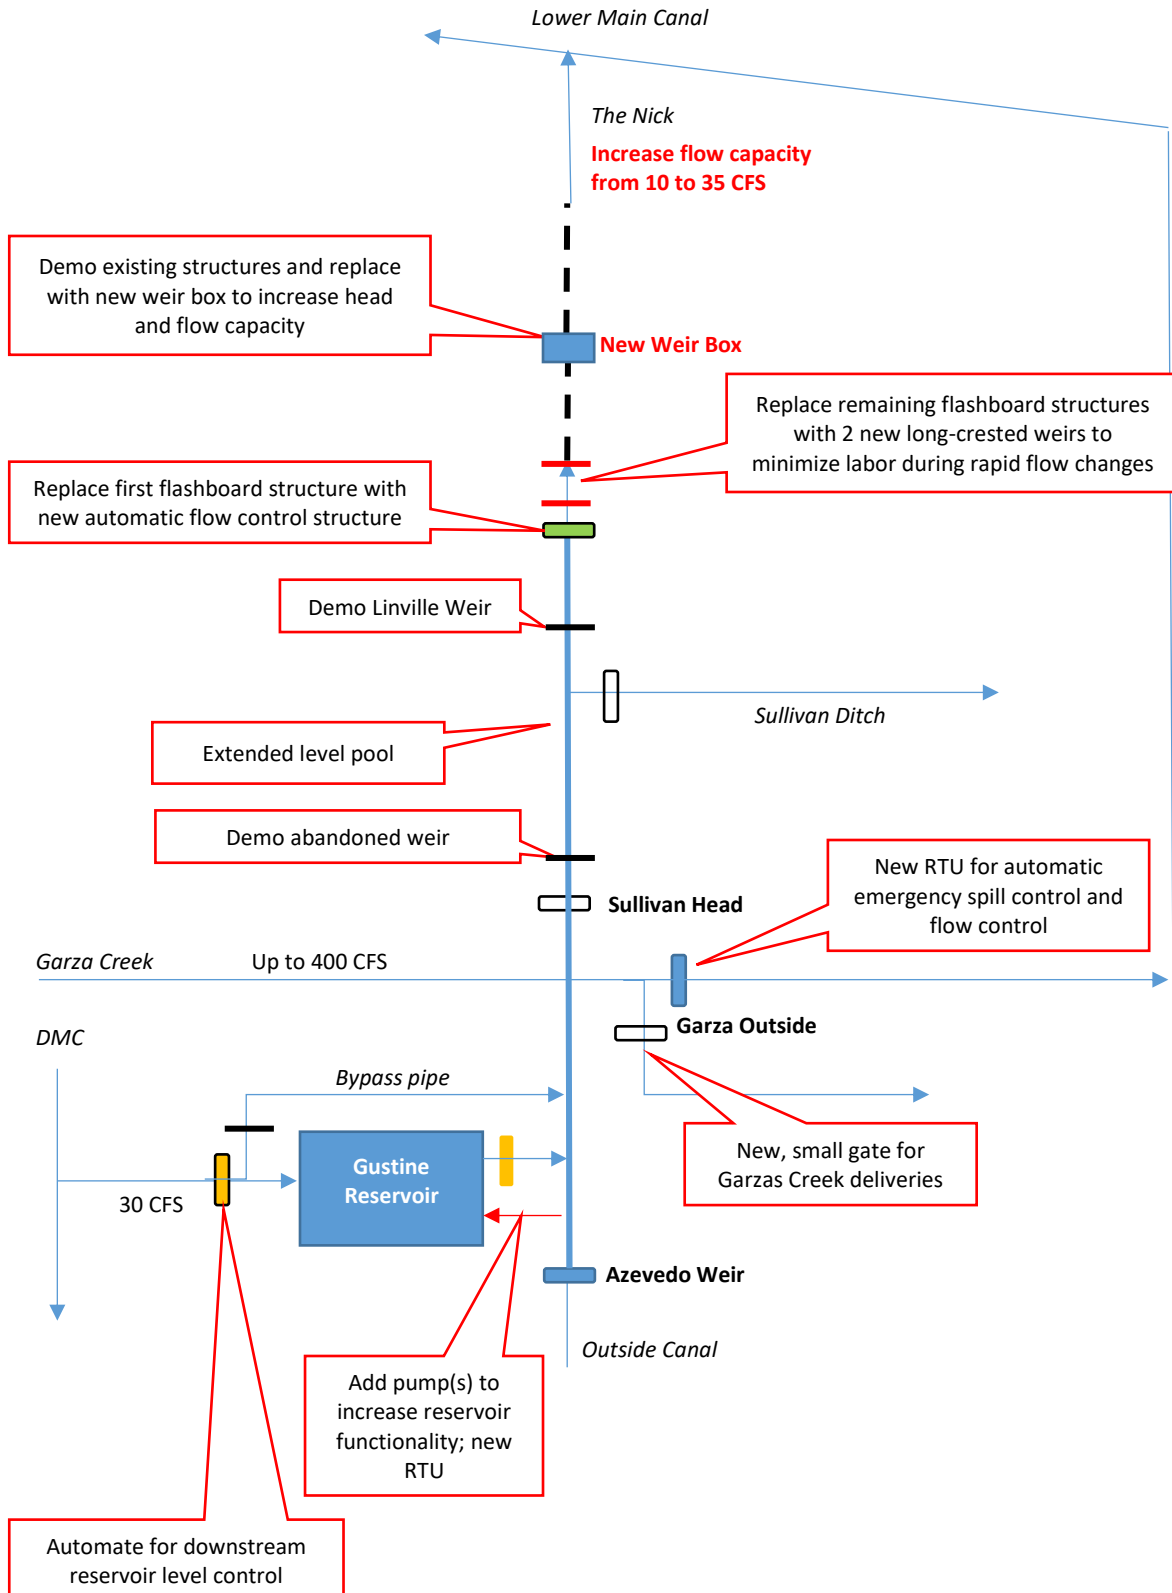 Lower Main Canal
The Nick
Increase flow capacity
from 10 to 35 CFS
Demo existing structures and replace
with new weir box to increase head
and flow capacity
New Weir Box
Replace remaining flashboard structures
with 2 new long-crested weirs to
minimize labor during rapid flow changes
Replace first flashboard structure with
new automatic flow control structure
Demo Linville Weir
Sullivan Ditch
Extended level pool
Demo abandoned weir
New RTU for automatic
emergency spill control and
flow control
Sullivan Head
Garza Creek
Up to 400 CFS
Garza Outside
DMC
Bypass pipe
New, small gate for
Garzas Creek deliveries
Gustine
Reservoir
30 CFS
Azevedo Weir
Outside Canal
Add pump(s) to
increase reservoir
functionality; new
RTU
Automate for downstream
reservoir level control